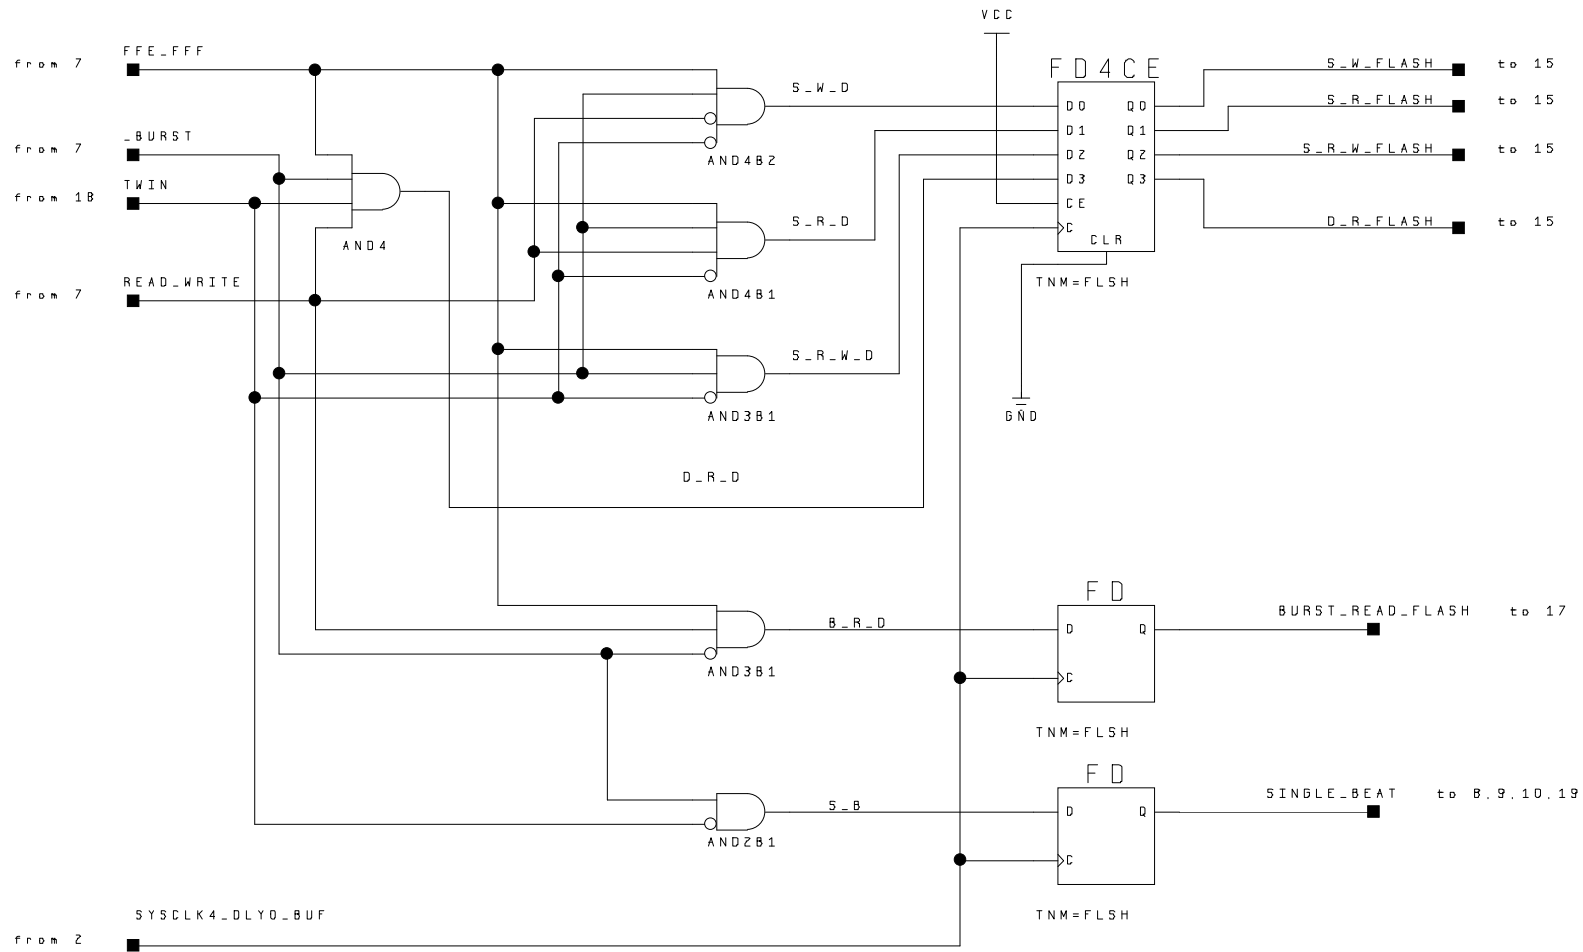 VCC
FFE_FFF
from 7
FD4CE
S_W_FLASH to 15
S_W_D
D0 Q0
S_R_FLASH to 15
_BURST
D1 Q1
from 7
S_R_W_FLASH to 15
AND4B2
D2 Q2
TWIN
D3 Q3
from 18
CE
S_R_D
D_R_FLASH to 15
C
CLR
AND4
READ_WRITE
TNM=FLSH
from 7
AND4B1
S_R_W_D
AND3B1
GND
D_R_D
FD
BURST_READ_FLASH to 17
B_R_D
D Q
AND3B1
C
TNM=FLSH
FD
SINGLE_BEAT to 8,9,10,19
S_B
D Q
AND2B1
C
SYSCLK4_DLY0_BUF
TNM=FLSH
from 2